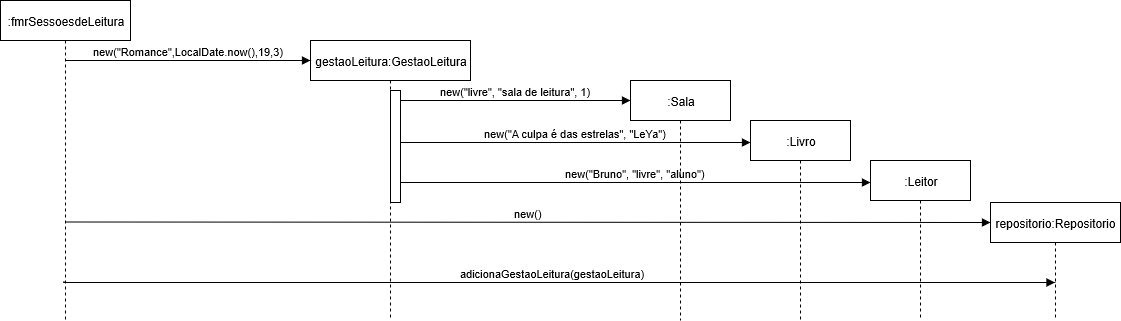 :fmrSessoesdeLeitura
new("Romance",LocalDate.now(),19,3)
gestaoLeitura:GestaoLeitura
new("livre", "sala de leitura", 1)
:Sala
new("A culpa é das estrelas", "LeYa")
:Livro
new("Bruno", "livre", "aluno")
:Leitor
new()
repositorio:Repositorio
adicionaGestaoLeitura(gestaoLeitura)